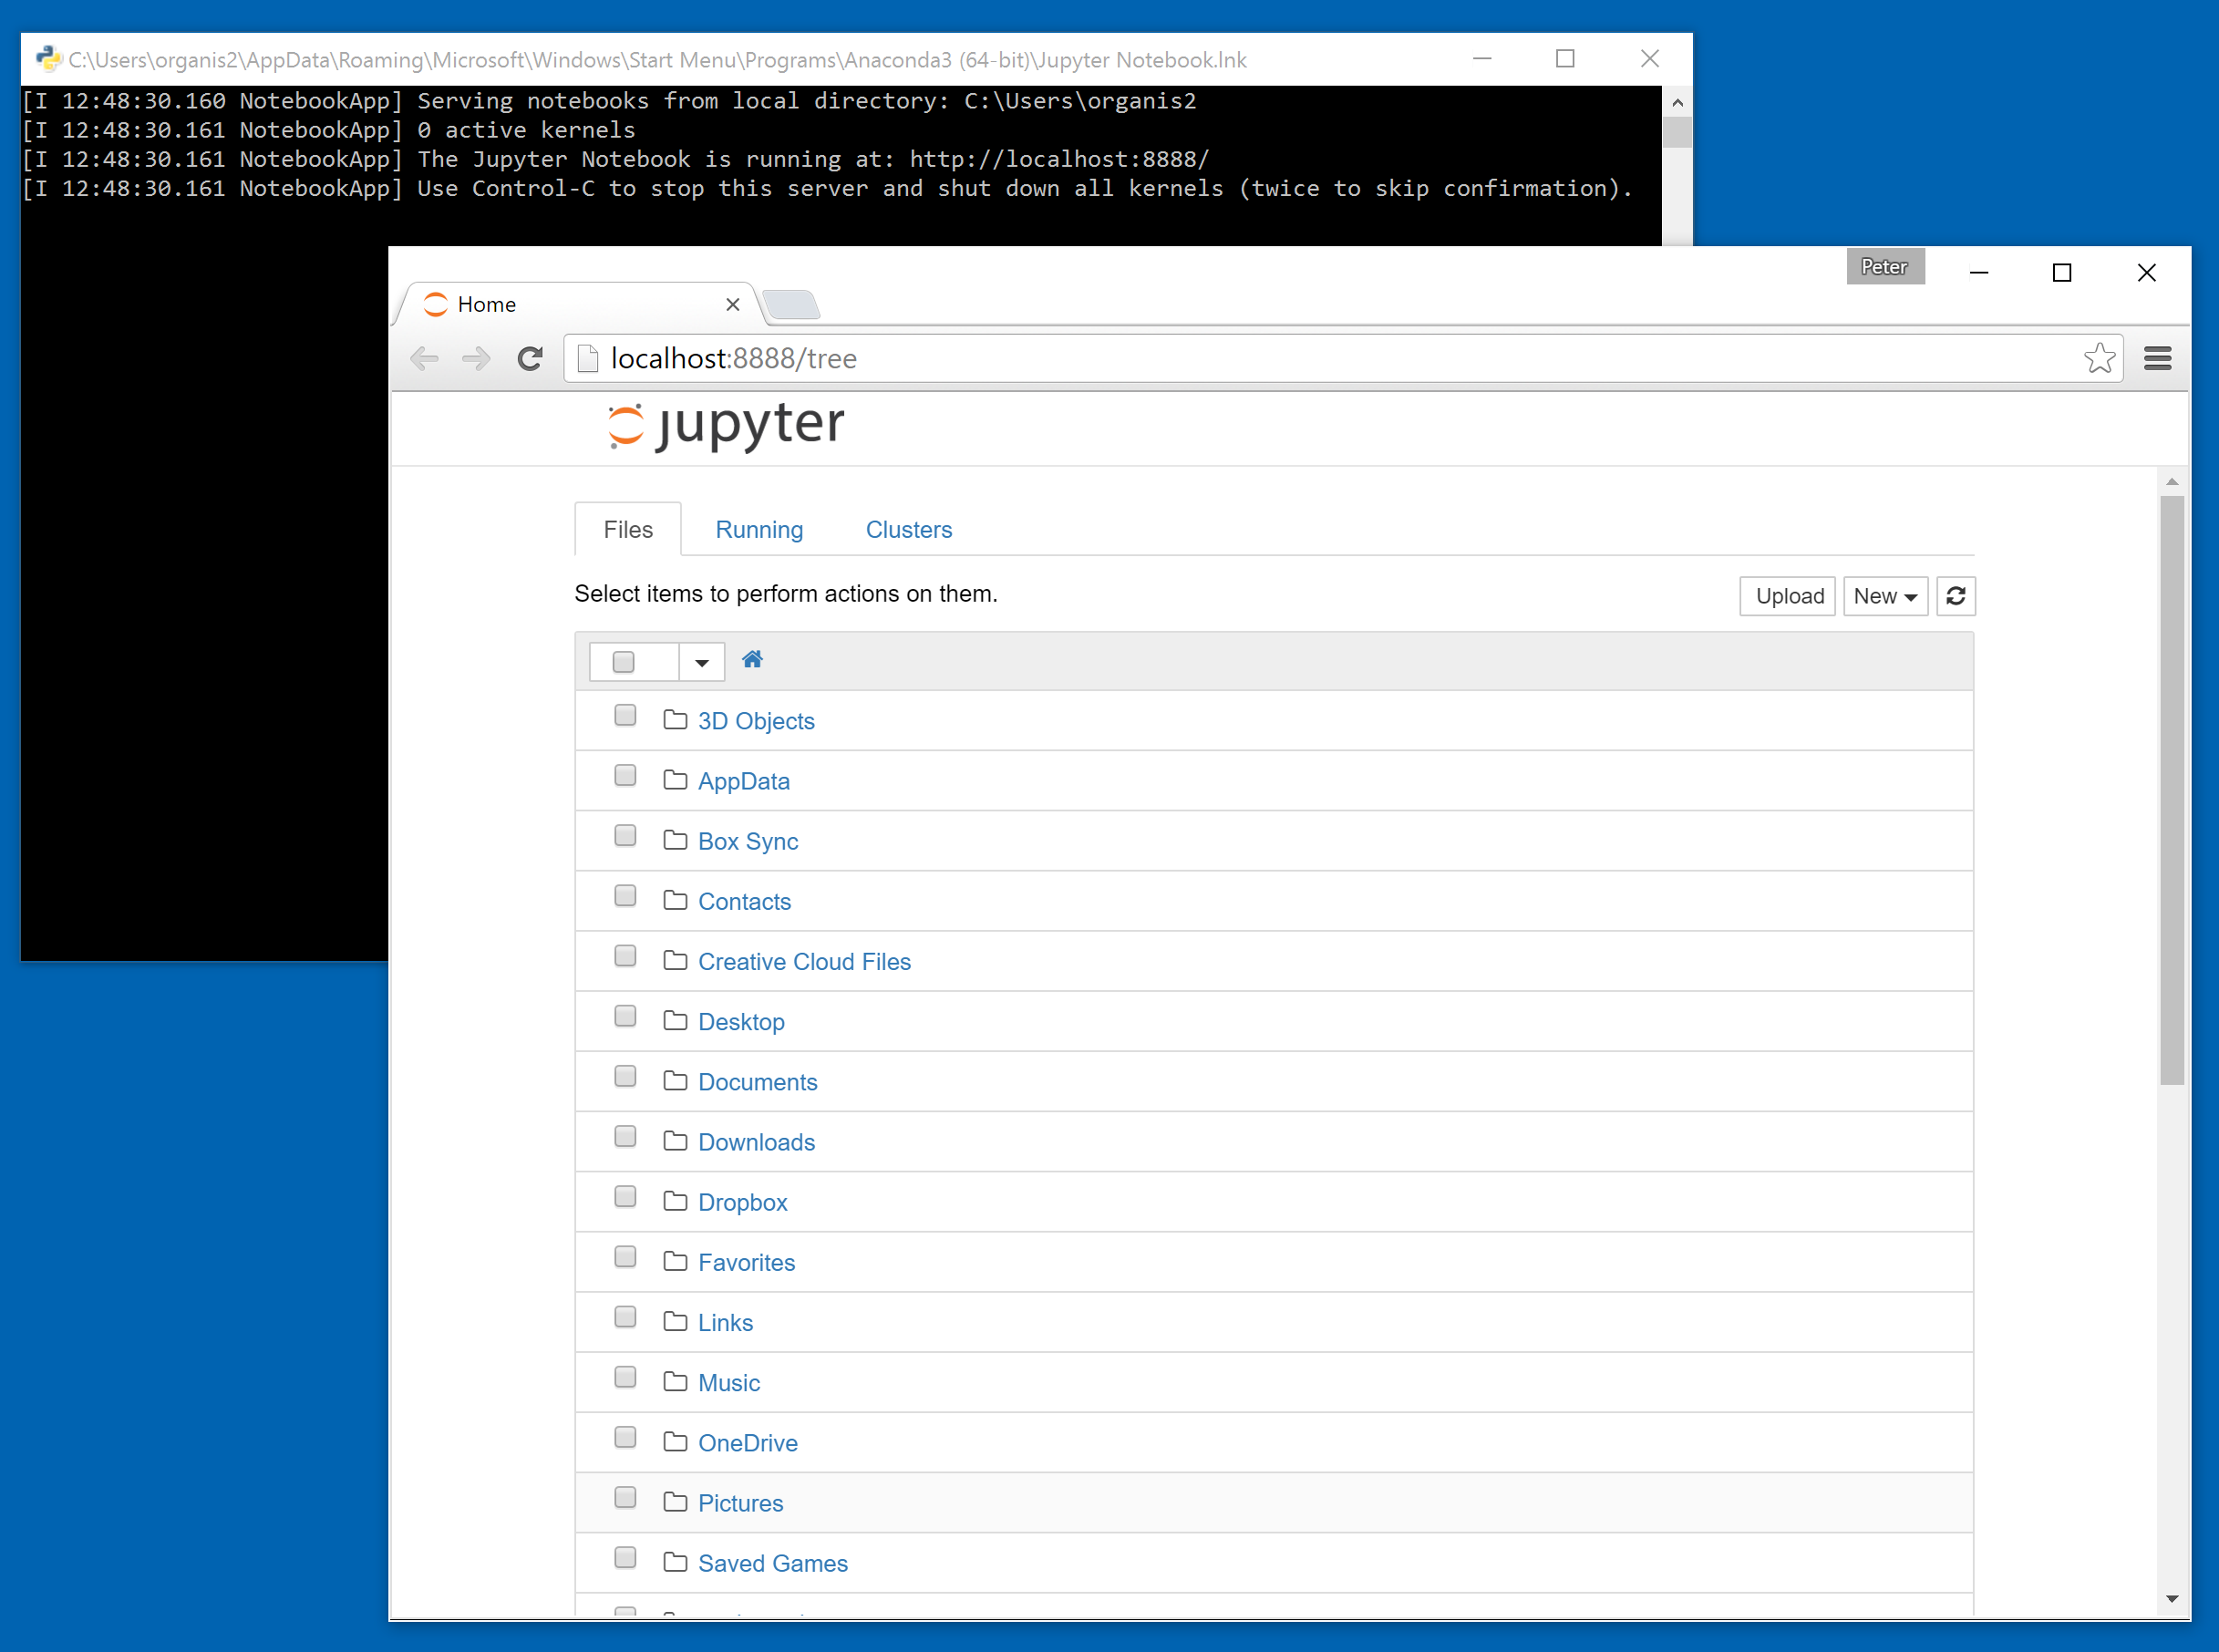 C:\Users\organis2\AppData\Roaming\Microsoft\Windows\Start Menu\Programs\Anaconda3 (64-bit)\Jupyter Notebook.lnk
[I 12:48:30.160 NotebookApp] Serving notebooks from local directory: C:\Users\organis2
[I 12:48:30.161 NotebookApp] 0 active kernels
[I 12:48:30.161 NotebookApp] The Jupyter Notebook is running at: http://localhost:8888/
[I 12:48:30.161 NotebookApp] Use Control-C to stop this server and shut down all kernels (twice to skip confirmation).
Peter
Home
localhost:8888/tree
jupyter
Files Running Clusters
Select items to perform actions on them. Upload New
3D Objects
AppData
Box Sync
Contacts
Creative Cloud Files
Desktop
Documents
Downloads
Dropbox
Favorites
Links
Music
OneDrive
Pictures
Saved Games